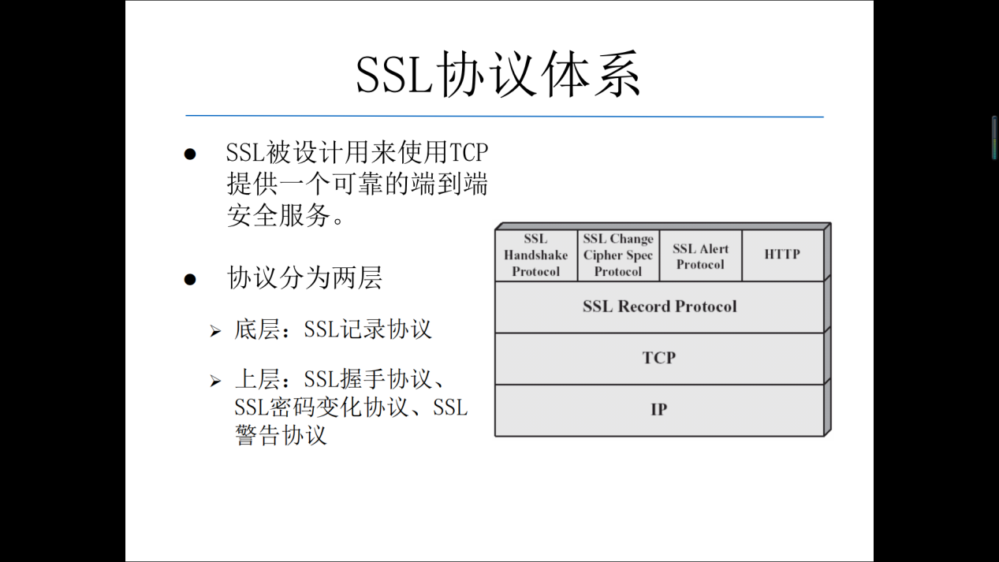 SSL协议体系
● SSL被设计用来使用TCP
提供一个可靠的端到端
安全服务。
● 协议分为两层
➢ 底层：SSL记录协议
➢ 上层：SSL握手协议、
SSL密码变化协议、SSL
警告协议
SSL
Handshake
Protocol
SSL Change
Cipher Spec
Protocol
SSL Alert
Protocol
HTTP
SSL Record Protocol
TCP
IP